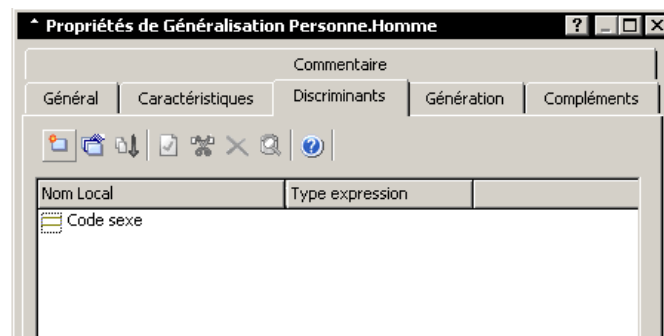 Propriétés de Généralisation Personne.Homme
Commentaire
Général Caractéristiques Discriminants Génération Compléments
Nom Local Type expression
Code sexe